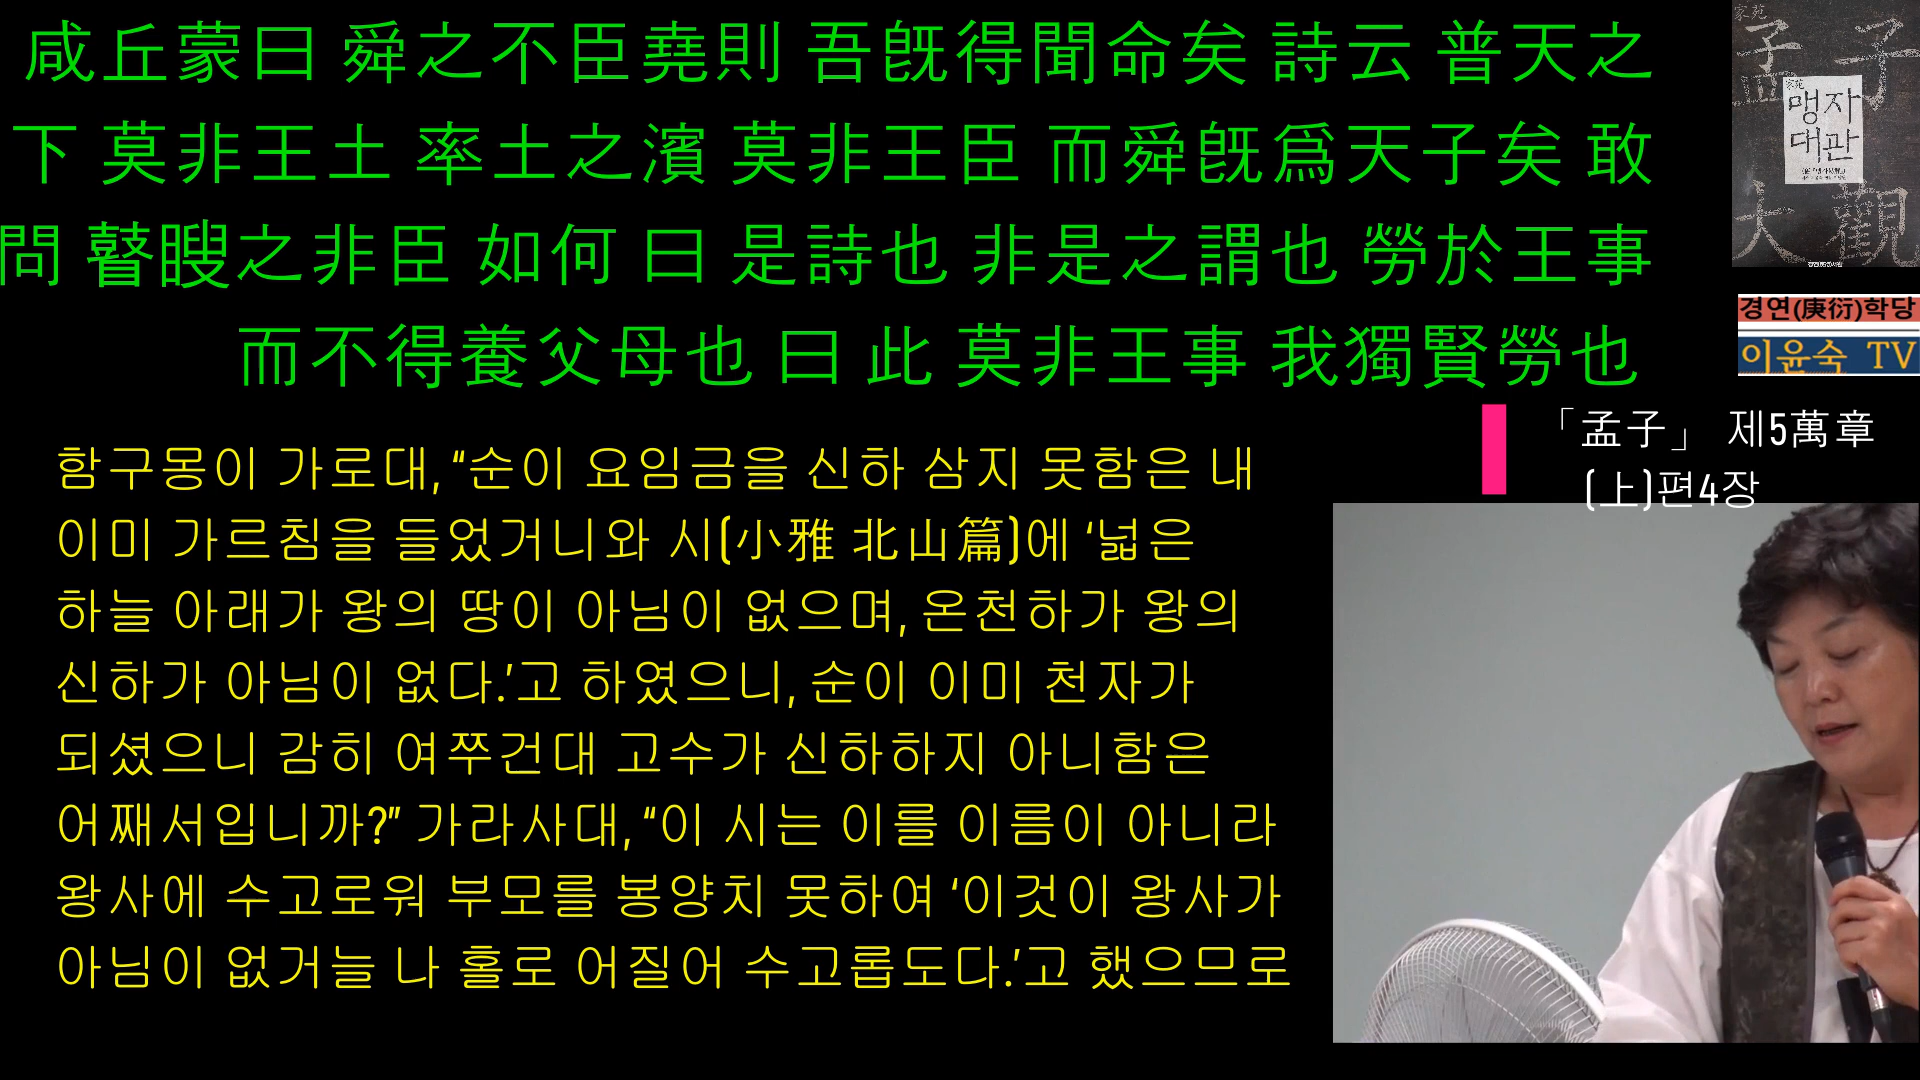 咸丘蒙曰 舜之不臣堯則 吾旣得聞命矣 詩云 普天之
下 莫非王土 率土之濱 莫非王臣 而舜旣爲天子矣 敢
問 瞽瞍之非臣 如何 曰 是詩也 非是之謂也 勞於王事
而不得養父母也 曰 此 莫非王事 我獨賢勞也
함구몽이 가로대, “순이 요임금을 신하 삼지 못함은 내
이미 가르침을 들었거니와 시(小雅 北山篇)에 ‘넓은
하늘 아래가 왕의 땅이 아님이 없으며, 온천하가 왕의
신하가 아님이 없다.’고 하였으니, 순이 이미 천자가
되셨으니 감히 여쭈건대 고수가 신하하지 아니함은
어째서입니까?” 가라사대, “이 시는 이를 이름이 아니라
왕사에 수고로워 부모를 봉양치 못하여 ‘이것이 왕사가
아님이 없거늘 나 홀로 어질어 수고롭도다.’고 했으므로
家苑
孟子
家苑
맹자
대관
大觀
경연(庚衍)학당
이윤숙 TV
「孟子」 제5萬章
(上)편4장